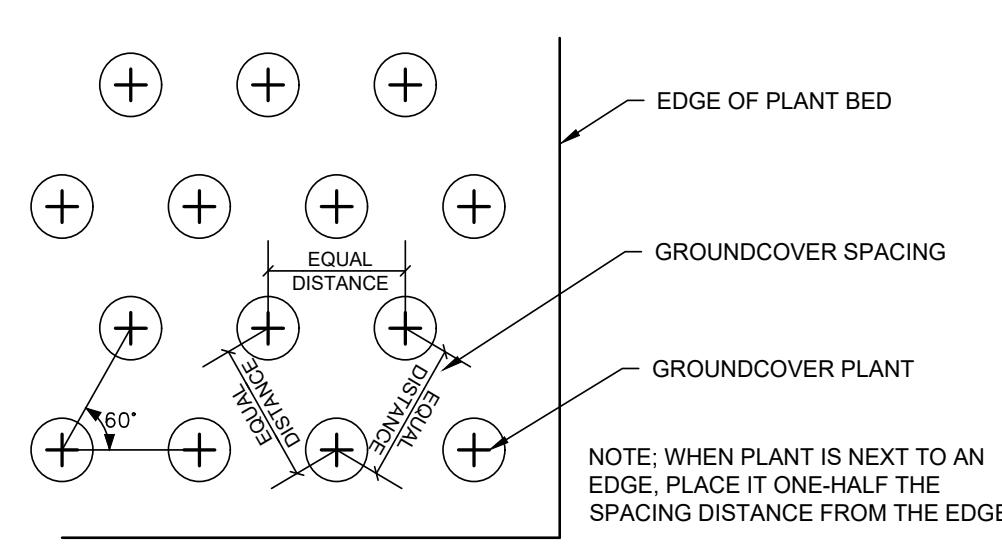 EDGE OF PLANT BED
GROUNDCOVER SPACING
EQUAL
DISTANCE
GROUNDCOVER PLANT
EQUAL
DISTANCE
DISTANCE
EQUAL
60°
NOTE; WHEN PLANT IS NEXT TO AN
EDGE, PLACE IT ONE-HALF THE
SPACING DISTANCE FROM THE EDGE